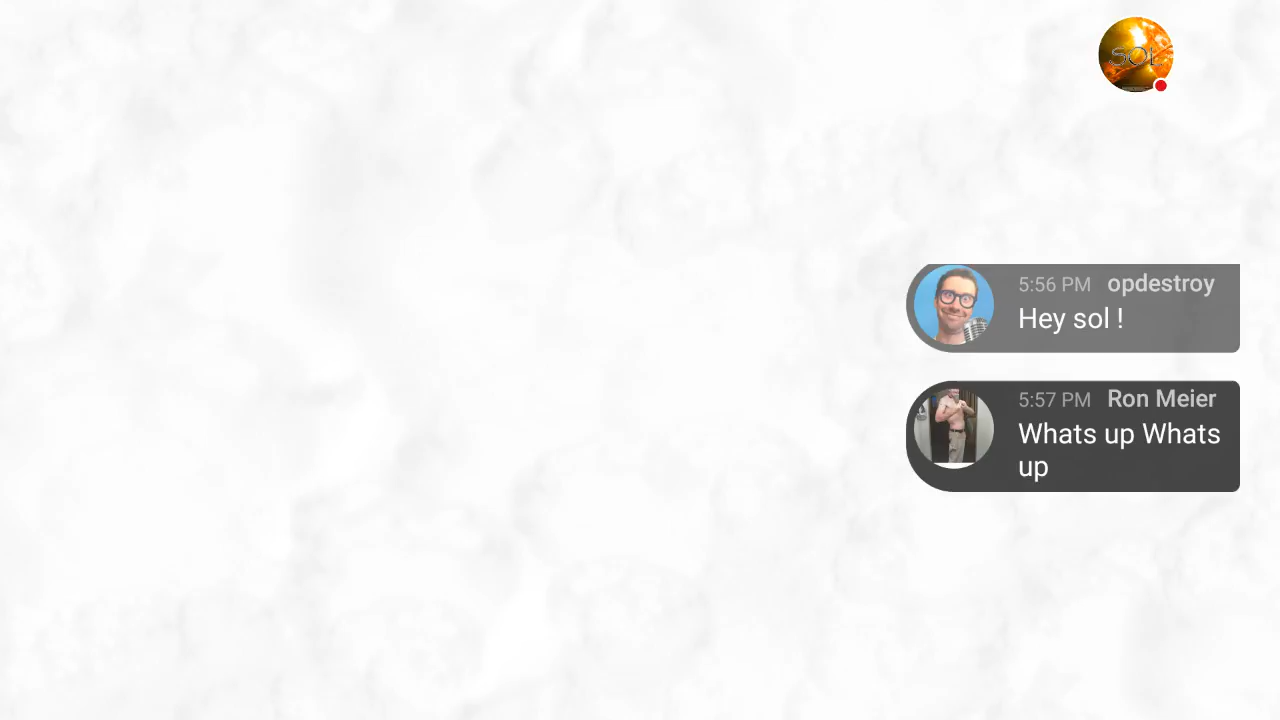 SOL
5:56 PM opdestroy
Hey sol !
5:57 PM Ron Meier
Whats up Whats
up